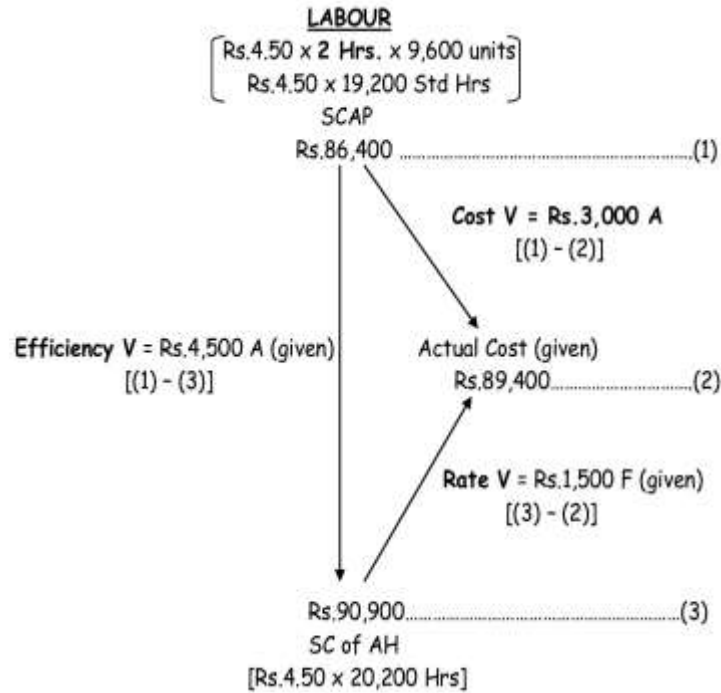 LABOUR
Rs.4.50 x 2 Hrs. x 9,600 units
Rs.4.50 x 19,200 Std Hrs
SCAP
Rs.86,400 ..........................................................(1)
Cost V = Rs.3,000 A
[(1) – (2)]
Efficiency V = Rs.4,500 A (given)
[(1) – (3)]
Actual Cost (given)
Rs.89,400.........................(2)
Rate V = Rs.1,500 F (given)
[(3) – (2)]
Rs.90,900..................................................(3)
SC of AH
[Rs.4.50 x 20,200 Hrs]